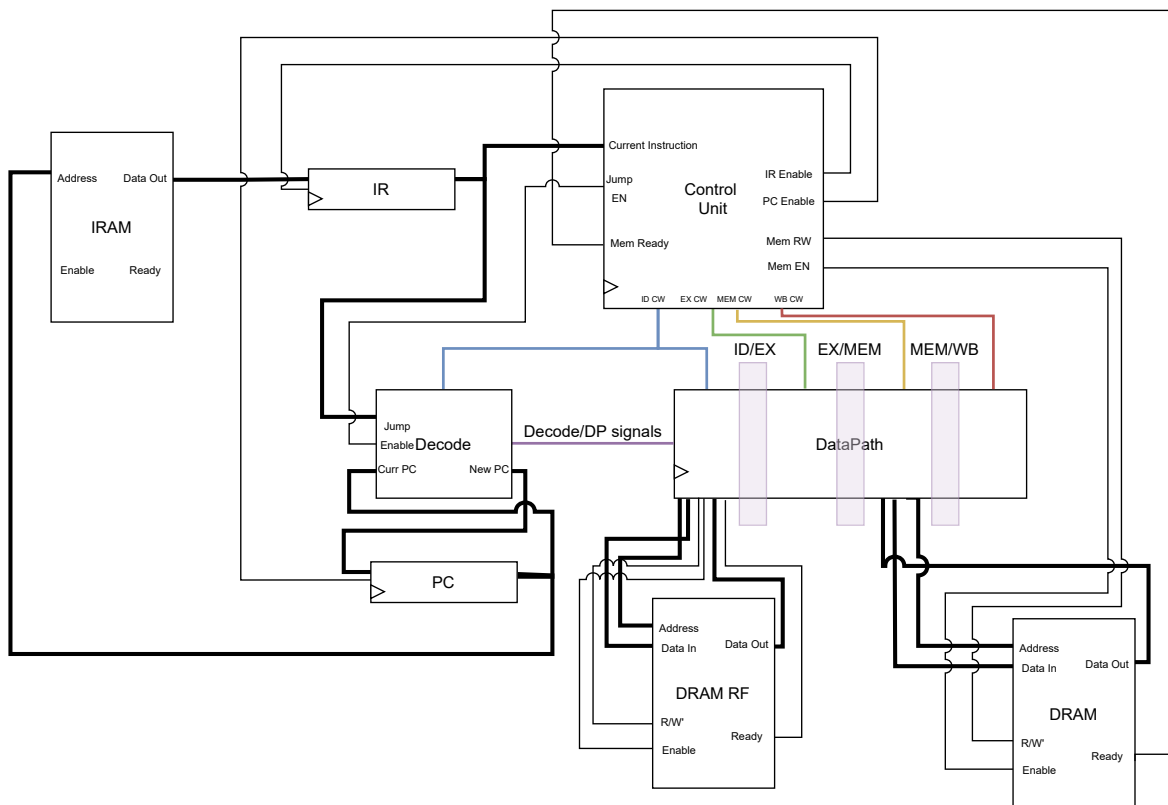 Current Instruction
Jump
EN
Mem Ready
Control
Unit
IR Enable
PC Enable
Mem RW
Mem EN
ID CW
EX CW
MEM CW
WB CW
Address
Data Out
IRAM
Enable
Ready
IR
ID/EX
EX/MEM
MEM/WB
Jump
Enable
Decode
Curr PC
New PC
Decode/DP signals
DataPath
PC
Address
Data In
Data Out
DRAM RF
R/W'
Enable
Ready
Address
Data In
Data Out
DRAM
R/W'
Enable
Ready